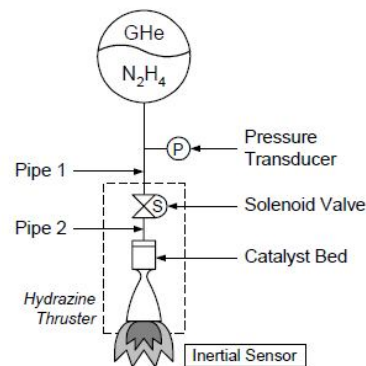 GHe
N₂H₄
P
Pressure
Transducer
Pipe 1
S
Solenoid Valve
Pipe 2
Catalyst Bed
Hydrazine
Thruster
Inertial Sensor